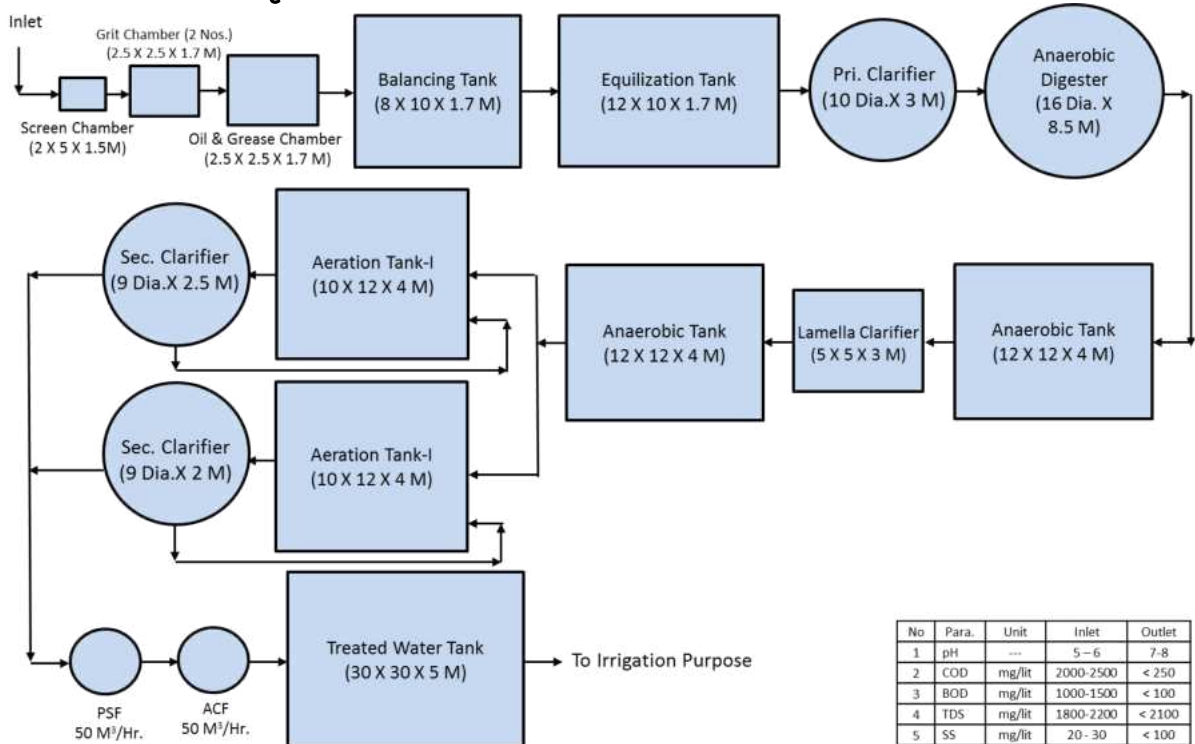 Inlet
Grit Chamber (2 Nos.)
(2.5 X 2.5 X 1.7 M)
Screen Chamber
(2 X 5 X 1.5M)
Oil & Grease Chamber
(2.5 X 2.5 X 1.7 M)
Balancing Tank
(8 X 10 X 1.7 M)
Equilization Tank
(12 X 10 X 1.7 M)
Pri. Clarifier
(10 Dia.X 3 M)
Anaerobic
Digester
(16 Dia. X
8.5 M)
Sec. Clarifier
(9 Dia.X 2.5 M)
Aeration Tank-I
(10 X 12 X 4 M)
Anaerobic Tank
(12 X 12 X 4 M)
Lamella Clarifier
(5 X 5 X 3 M)
Anaerobic Tank
(12 X 12 X 4 M)
Sec. Clarifier
(9 Dia.X 2 M)
Aeration Tank-I
(10 X 12 X 4 M)
PSF
50 M³/Hr.
ACF
50 M³/Hr.
Treated Water Tank
(30 X 30 X 5 M)
To Irrigation Purpose
No Para. Unit Inlet Outlet
1 pH --- 5 – 6 7-8
2 COD mg/lit 2000-2500 < 250
3 BOD mg/lit 1000-1500 < 100
4 TDS mg/lit 1800-2200 < 2100
5 SS mg/lit 20 - 30 < 100